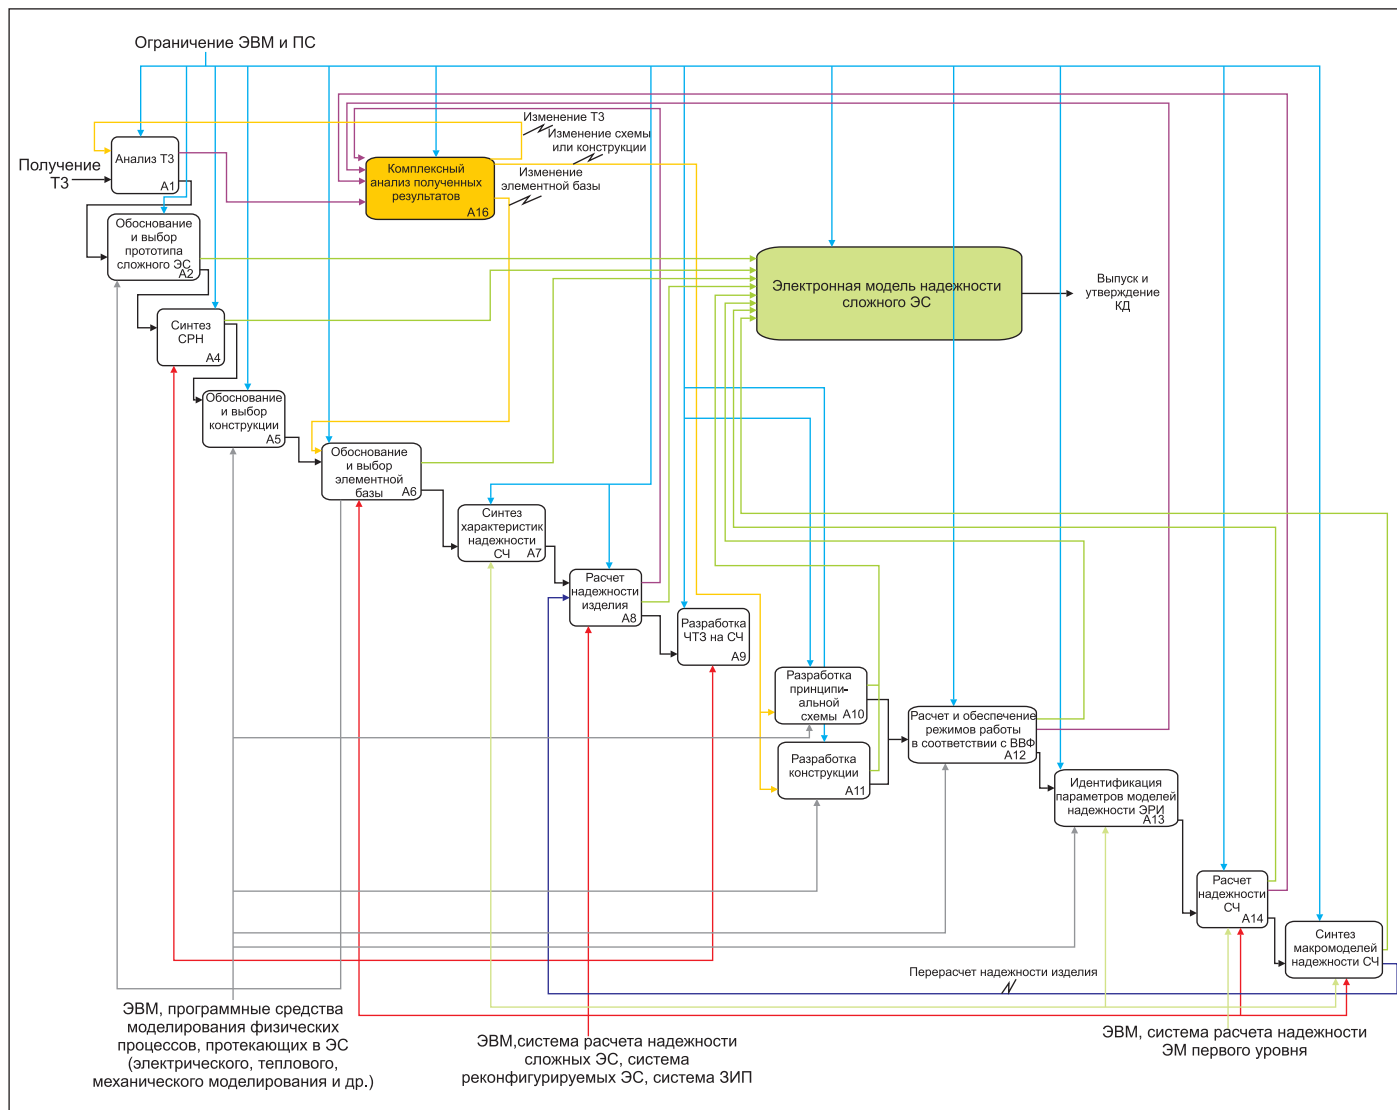 Ограничение ЭВМ и ПС
Изменение ТЗ
Изменение схемы
или конструкции
Изменение
элементной базы
Получение
ТЗ
Анализ ТЗ
А1
Комплексный
анализ полученных
результатов
А16
Обоснование
и выбор
прототипа
сложного ЭС
А2
Электронная модель надежности
сложного ЭС
Выпуск и
утверждение
КД
Синтез
СРН
А4
Обоснование
и выбор
конструкции
А5
Обоснование
и выбор
элементной
базы
А6
Синтез
характеристик
надежности
СЧ
А7
Расчет
надежности
изделия
А8
Разработка
ЧТЗ на СЧ
А9
Разработка
принципи-
альной
схемы
А10
Разработка
конструкции
А11
Расчет и обеспечение
режимов работы
в соответствии с ВВФ
А12
Идентификация
параметров моделей
надежности ЭРИ
А13
Расчет
надежности
СЧ
А14
Синтез
макромоделей
надежности СЧ
Перерасчет надежности изделия
ЭВМ, программные средства
моделирования физических
процессов, протекающих в ЭС
(электрического, теплового,
механического моделирования и др.)
ЭВМ,система расчета надежности
сложных ЭС, система
реконфигурируемых ЭС, система ЗИП
ЭВМ, система расчета надежности
ЭМ первого уровня